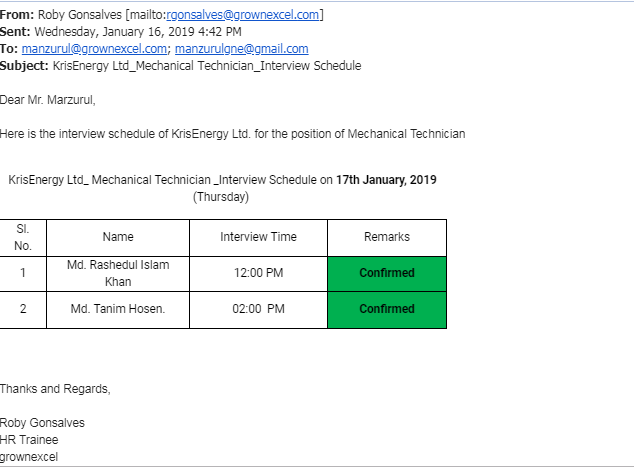 From: Roby Gonsalves [mailto:rgonsalves@grownexcel.com]
Sent: Wednesday, January 16, 2019 4:42 PM
To: manzurul@grownexcel.com; manzurulgne@gmail.com
Subject: KrisEnergy Ltd_Mechanical Technician_Interview Schedule
Dear Mr. Marzurul,
Here is the interview schedule of KrisEnergy Ltd. for the position of Mechanical Technician
KrisEnergy Ltd_ Mechanical Technician _Interview Schedule on 17th January, 2019
(Thursday)
Sl. No. Name Interview Time Remarks
1 Md. Rashedul Islam Khan 12:00 PM Confirmed
2 Md. Tanim Hosen. 02:00 PM Confirmed
Thanks and Regards,
Roby Gonsalves
HR Trainee
grownexcel